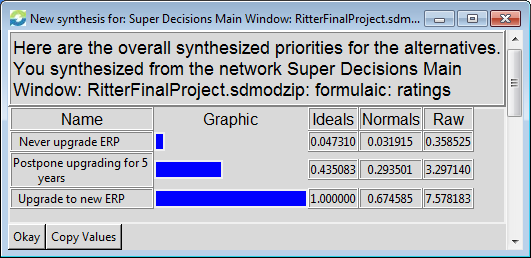 New synthesis for: Super Decisions Main Window: RitterFinalProject.sdm...
Here are the overall synthesized priorities for the alternatives.
You synthesized from the network Super Decisions Main
Window: RitterFinalProject.sdmodzip: formulaic: ratings
Name Graphic Ideals Normals Raw
Never upgrade ERP 0.047310 0.031915 0.358525
Postpone upgrading for 5
years 0.435083 0.293501 3.297140
Upgrade to new ERP 1.000000 0.674585 7.578183
Okay Copy Values